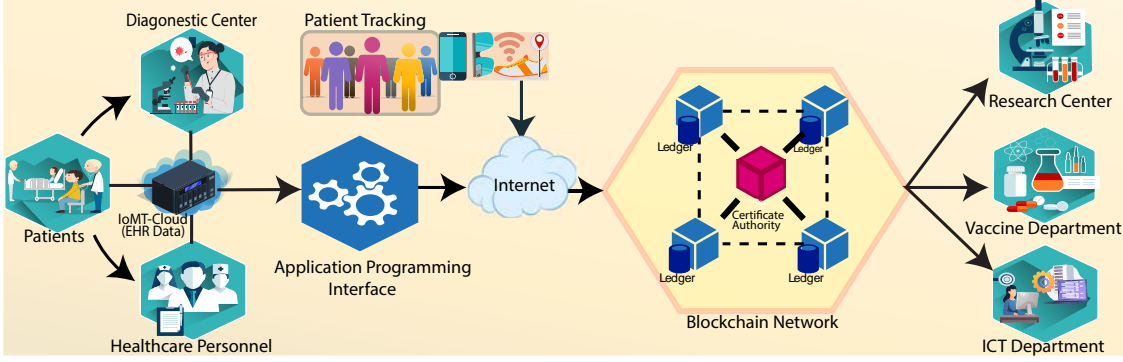 Diagonestic Center
Patient Tracking
Patients
IoMT-Cloud
(EHR Data)
Healthcare Personnel
Application Programming
Interface
Internet
Ledger
Ledger
Certificate
Authority
Ledger
Ledger
Blockchain Network
Research Center
Vaccine Department
ICT Department